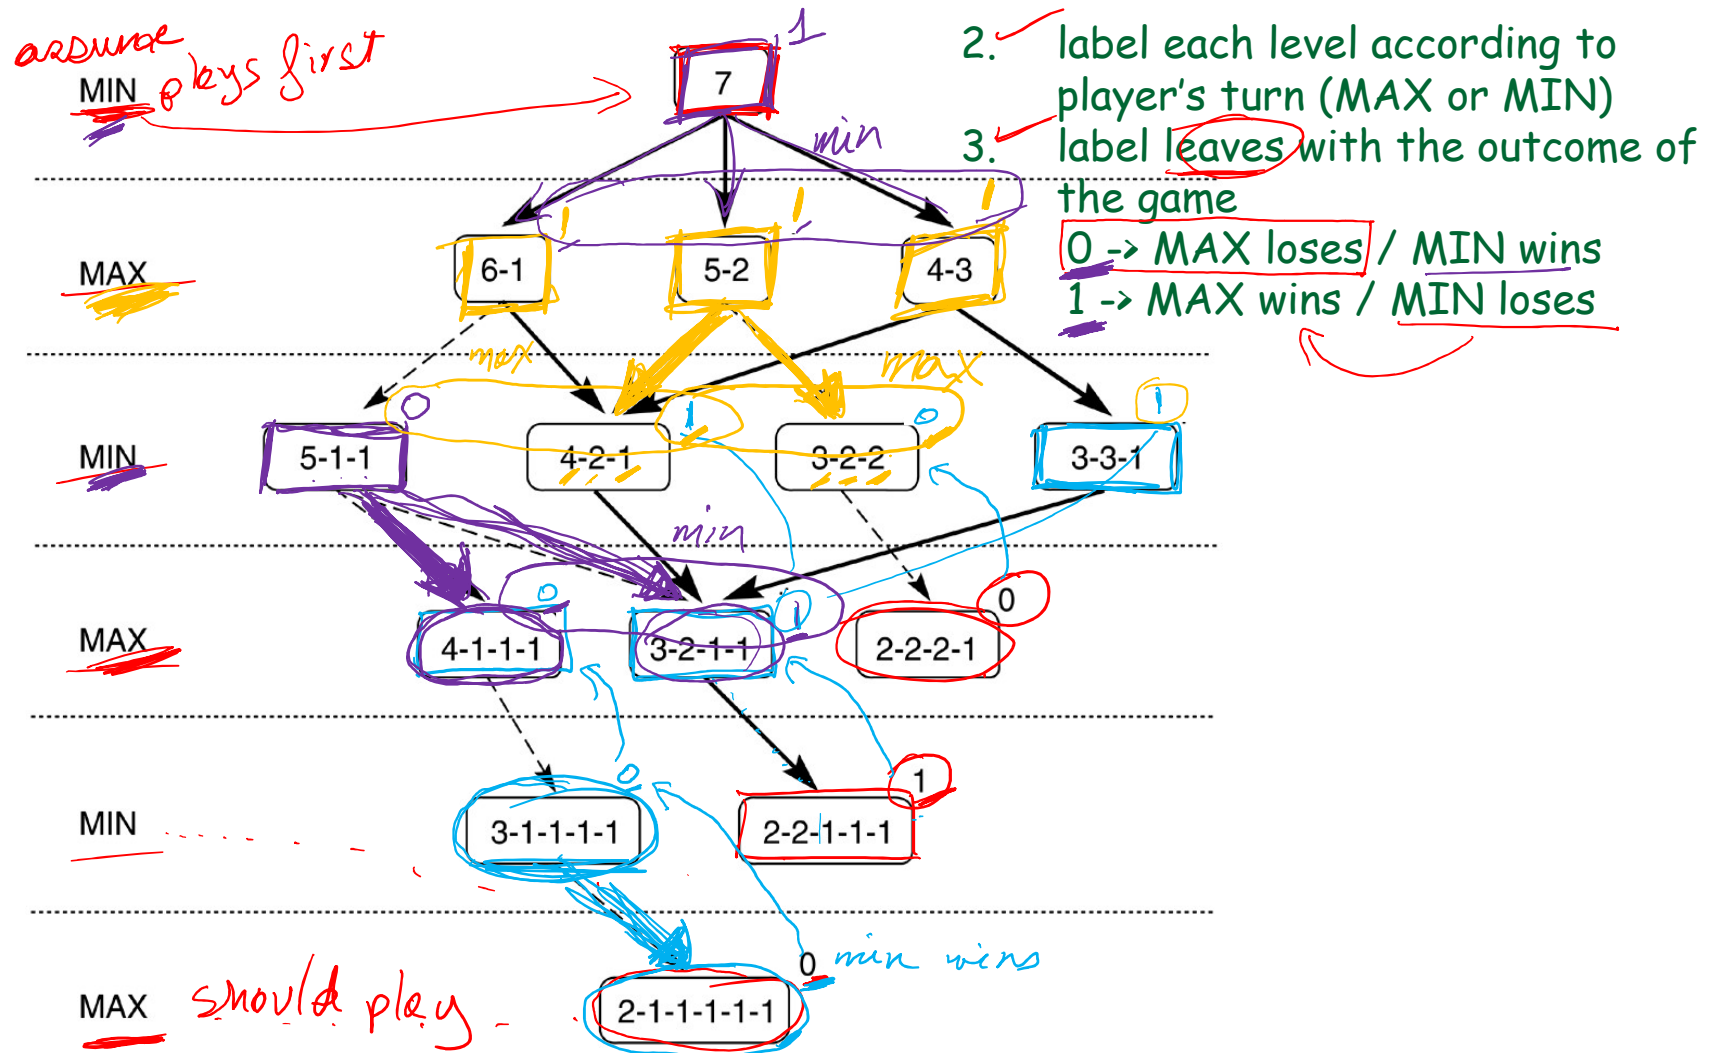 assume
MIN plays first
7
1
min
2. label each level according to
player's turn (MAX or MIN)
3. label leaves with the outcome of
the game
0 -> MAX loses / MIN wins
1 -> MAX wins / MIN loses
MAX
6-1
1
5-2
1
4-3
1
max
max
MIN
5-1-1
0
4-2-1
1
3-2-2
0
3-3-1
1
min
MAX
4-1-1-1
0
3-2-1-1
1
2-2-2-1
0
MIN
3-1-1-1-1
0
2-2-1-1-1
1
MAX should play
2-1-1-1-1-1
0 min wins